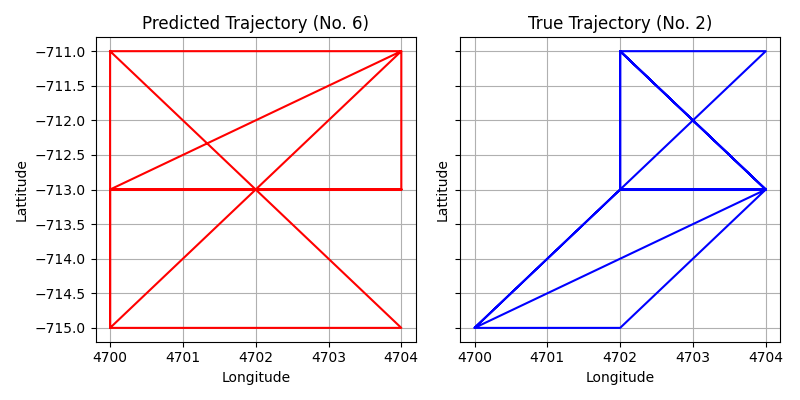 Predicted Trajectory (No. 6)
True Trajectory (No. 2)
Lattitude
−711.0
−711.5
−712.0
−712.5
−713.0
−713.5
−714.0
−714.5
−715.0
4700 4701 4702 4703 4704
Longitude
Lattitude
4700 4701 4702 4703 4704
Longitude